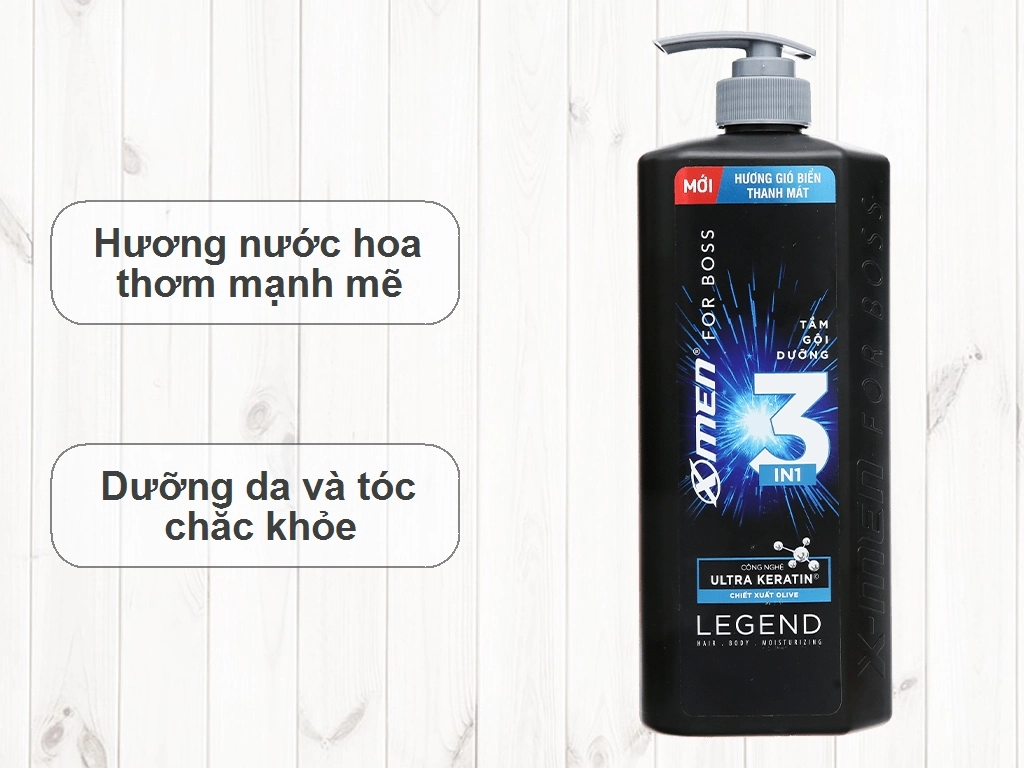 Hương nước hoa
thơm mạnh mẽ
Dưỡng da và tóc
chắc khỏe
MỚI
HƯƠNG GIÓ BIỂN
THANH MÁT
X-MEN® FOR BOSS
TẮM
GỘI
DƯỠNG
3
IN1
CÔNG NGHỆ
ULTRA KERATIN©
CHIẾT XUẤT OLIVE
LEGEND
HAIR . BODY . MOISTURIZING
X-MEN FOR BOSS